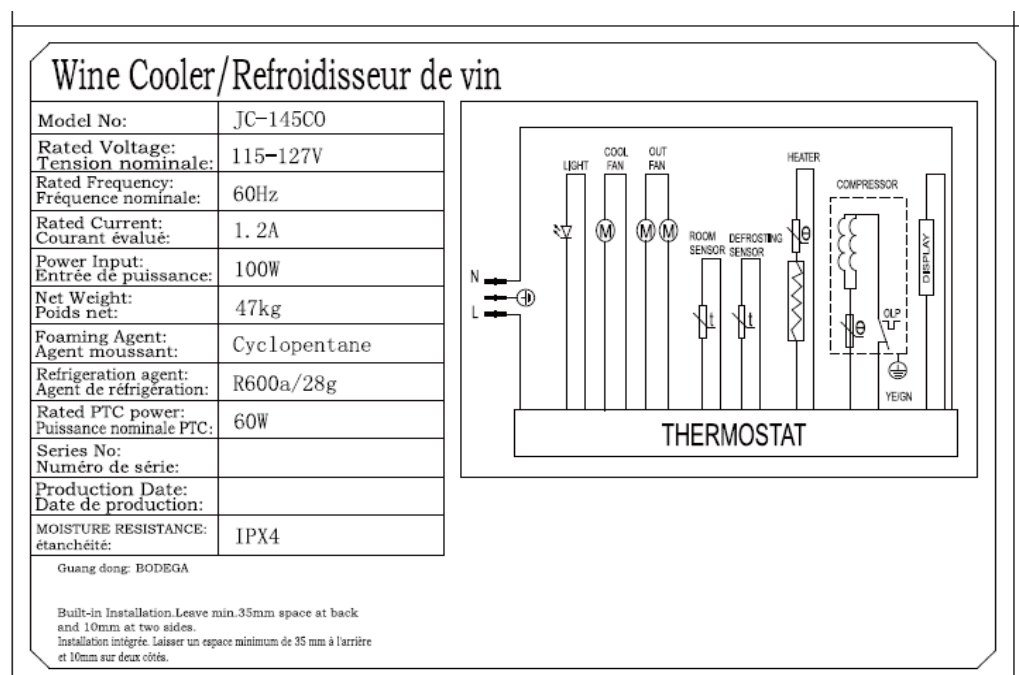 Wine Cooler/Refroidisseur de vin
Model No: JC-145CO
Rated Voltage: 115-127V
Tension nominale:
Rated Frequency: 60Hz
Fréquence nominale:
Rated Current: 1.2A
Courant évalué:
Power Input: 100W
Entrée de puissance:
Net Weight: 47kg
Poids net:
Foaming Agent: Cyclopentane
Agent moussant:
Refrigeration agent: R600a/28g
Agent de réfrigération:
Rated PTC power: 60W
Puissance nominale PTC:
Series No:
Numéro de série:
Production Date:
Date de production:
MOISTURE RESISTANCE: IPX4
étanchéité:
Guang dong: BODEGA
Built-in Installation.Leave min.35mm space at back
and 10mm at two sides.
Installation intégrée. Laisser un espace minimum de 35 mm à l'arrière
et 10mm sur deux côtés.
LIGHT
COOL
FAN
OUT
FAN
HEATER
COMPRESSOR
M
M M
θ
ROOM
SENSOR
DEFROSTING
SENSOR
DISPLAY
N
L
t
t
θ
OLP
YE/GN
THERMOSTAT